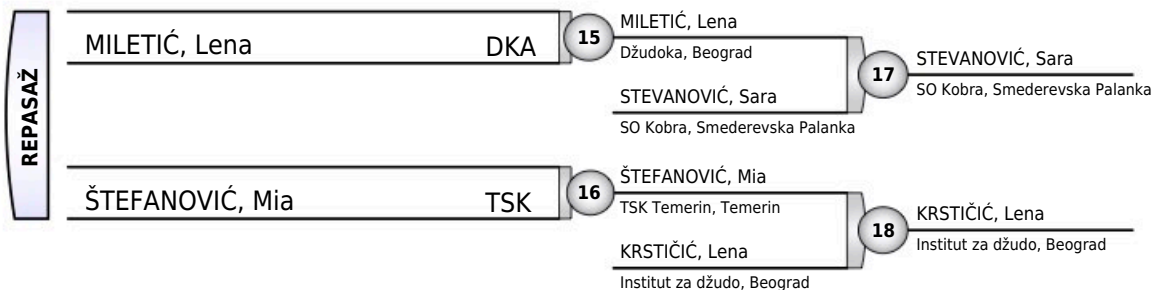 REPASAŽ
MILETIĆ, Lena DKA
15
MILETIĆ, Lena
Džudoka, Beograd
STEVANOVIĆ, Sara
SO Kobra, Smederevska Palanka
17
STEVANOVIĆ, Sara
SO Kobra, Smederevska Palanka
ŠTEFANOVIĆ, Mia TSK
16
ŠTEFANOVIĆ, Mia
TSK Temerin, Temerin
KRSTIČIĆ, Lena
Institut za džudo, Beograd
18
KRSTIČIĆ, Lena
Institut za džudo, Beograd